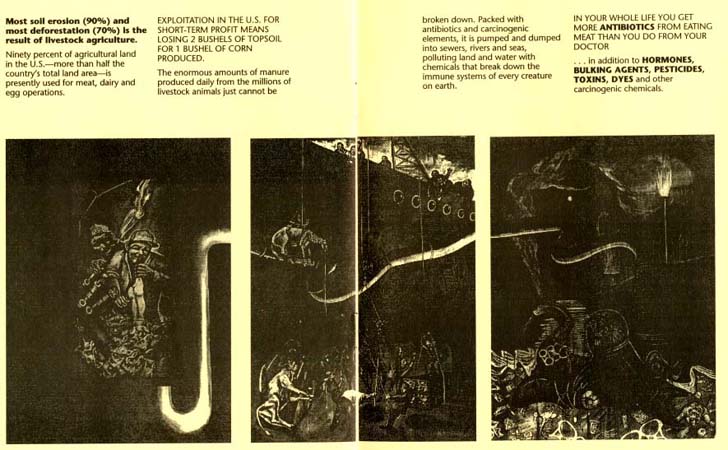 Most soil erosion (90%) and
most deforestation (70%) is the
result of livestock agriculture.
Ninety percent of agricultural land
in the U.S.—more than half the
country's total land area—is
presently used for meat, dairy and
egg operations.
EXPLOITATION IN THE U.S. FOR
SHORT-TERM PROFIT MEANS
LOSING 2 BUSHELS OF TOPSOIL
FOR 1 BUSHEL OF CORN
PRODUCED.
The enormous amounts of manure
produced daily from the millions of
livestock animals just cannot be
broken down. Packed with
antibiotics and carcinogenic
elements, it is pumped and dumped
into sewers, rivers and seas,
polluting land and water with
chemicals that break down the
immune systems of every creature
on earth.
IN YOUR WHOLE LIFE YOU GET
MORE ANTIBIOTICS FROM EATING
MEAT THAN YOU DO FROM YOUR
DOCTOR
. . . in addition to HORMONES,
BULKING AGENTS, PESTICIDES,
TOXINS, DYES and other
carcinogenic chemicals.